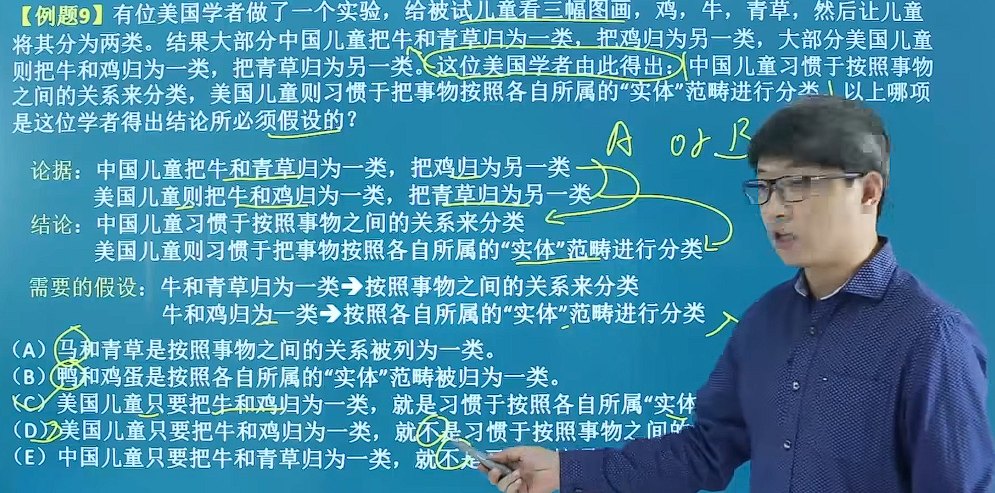 【例题9】有位美国学者做了一个实验，给被试儿童看三幅图画，鸡，牛，青草，然后让儿童
将其分为两类。结果大部分中国儿童把牛和青草归为一类，把鸡归为另一类，大部分美国儿童
则把牛和鸡归为一类，把青草归为另一类。这位美国学者由此得出：中国儿童习惯于按照事物
之间的关系来分类，美国儿童则习惯于把事物按照各自所属的“实体”范畴进行分类。以上哪项
是这位学者得出结论所必须假设的？
A or B
论据：中国儿童把牛和青草归为一类，把鸡归为另一类
美国儿童则把牛和鸡归为一类，把青草归为另一类
结论：中国儿童习惯于按照事物之间的关系来分类
美国儿童则习惯于把事物按照各自所属的“实体”范畴进行分类
需要的假设：牛和青草归为一类➔按照事物之间的关系来分类
牛和鸡归为一类➔按照各自所属的“实体”范畴进行分类
（A）马和青草是按照事物之间的关系被列为一类。
（B）鸭和鸡蛋是按照各自所属的“实体”范畴被归为一类。
（C）美国儿童只要把牛和鸡归为一类，就是习惯于按照各自所属“实体
（D）美国儿童只要把牛和鸡归为一类，就不是习惯于按照事物之间的
（E）中国儿童只要把牛和青草归为一类，就不是